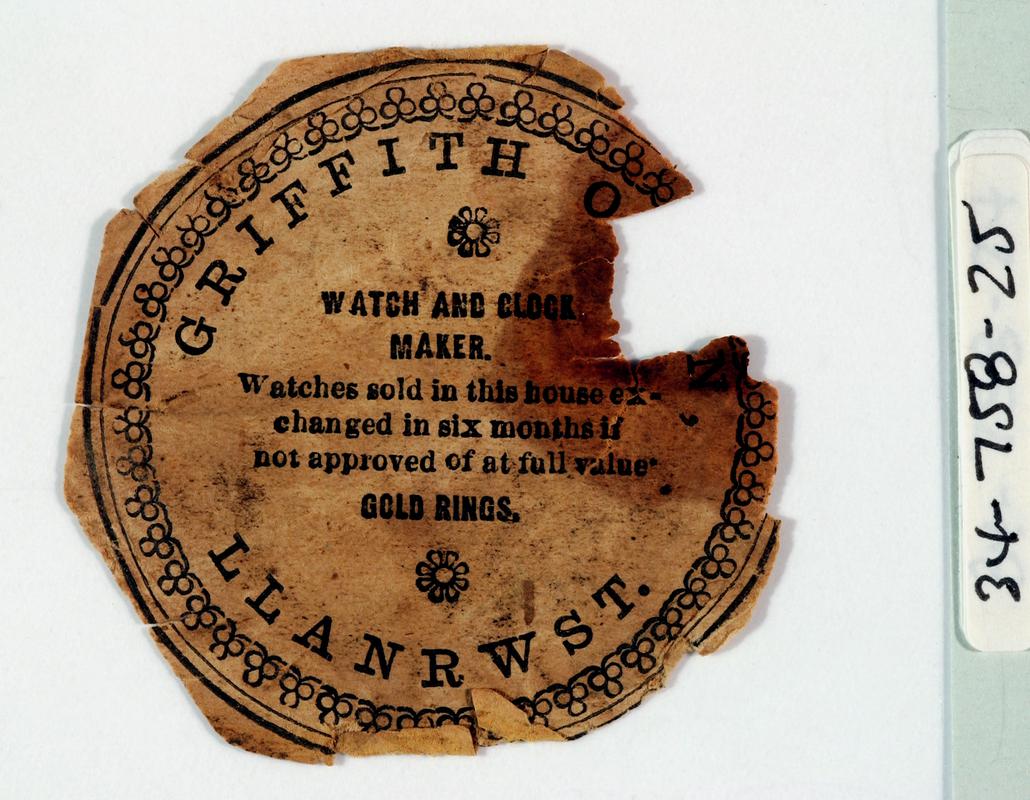 GRIFFITH O N
WATCH AND CLOCK
MAKER.
Watches sold in this house ex-
changed in six months if
not approved of at full value.
GOLD RINGS.
LLANRWST.
34-758-25